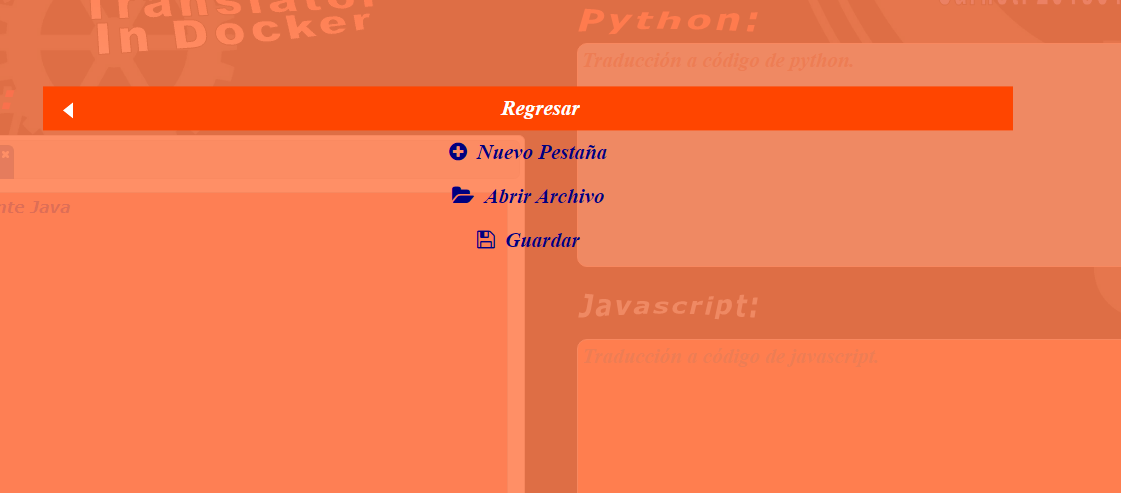 Translator
In Docker
Python:
Traducción a código de python.
Regresar
Nuevo Pestaña
Abrir Archivo
Guardar
nte Java
Javascript:
Traducción a código de javascript.